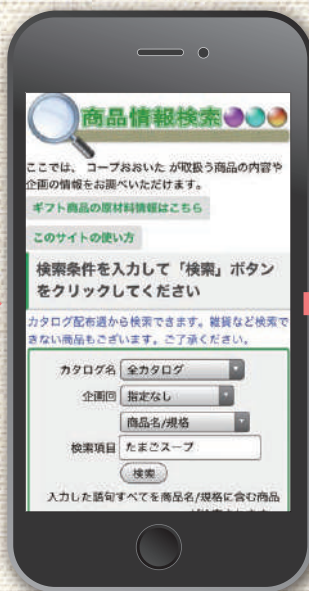 商品情報検索
ここでは、コープおおいた が取扱う商品の内容や
企画の情報をお調べいただけます。
ギフト商品の原材料情報はこちら
このサイトの使い方
検索条件を入力して「検索」ボタン
をクリックしてください
カタログ配布週から検索できます。雑貨など検索で
きない商品もございます。ご了承ください。
カタログ名 全カタログ
企画回 指定なし
商品名/規格
検索項目 たまごスープ
検索
入力した語句すべてを商品名/規格に含む商品